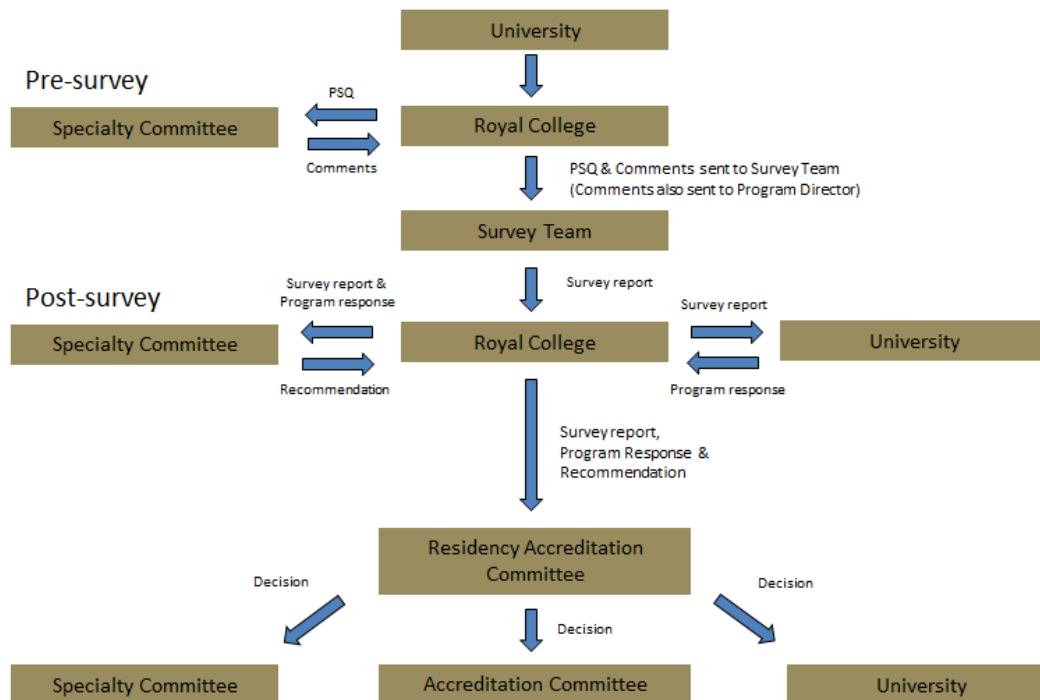 University
Pre-survey
PSQ
Specialty Committee
Royal College
Comments
PSQ & Comments sent to Survey Team
(Comments also sent to Program Director)
Survey Team
Survey report &
Program response
Survey report
Survey report
Post-survey
Specialty Committee
Royal College
University
Recommendation
Program response
Survey report,
Program Response &
Recommendation
Residency Accreditation
Committee
Decision
Decision
Decision
Specialty Committee
Accreditation Committee
University